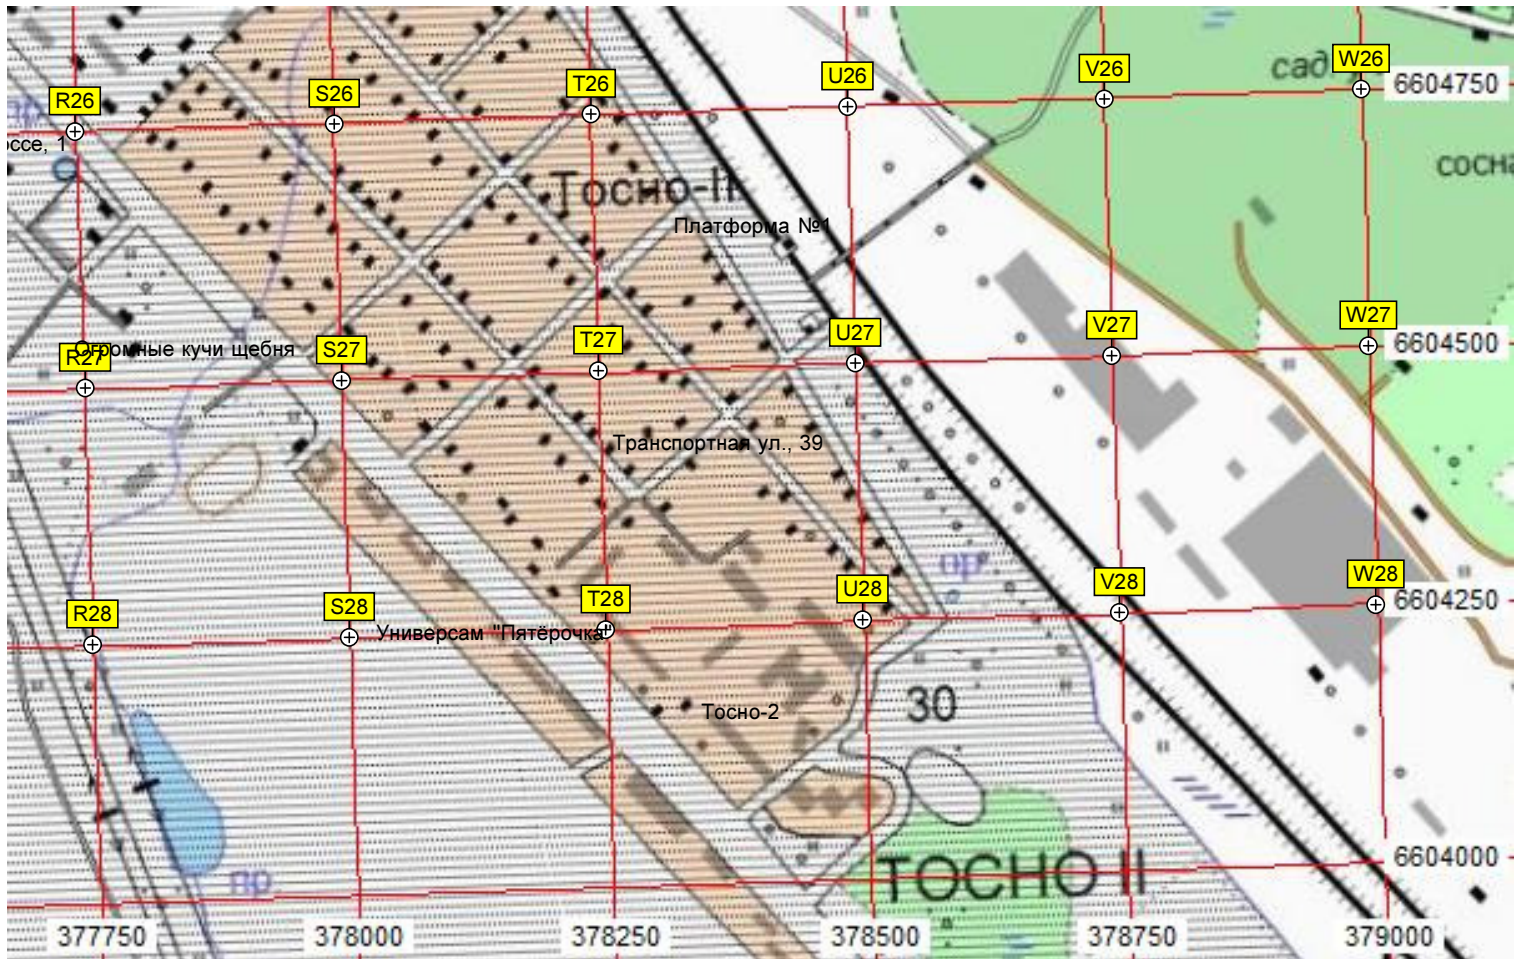 R26
S26
T26
U26
V26
W26
сад.
6604750
пр
оссе, 1
сосна
Тосно-II
Платформа №1
R27
Огромные кучи щебня
S27
T27
U27
V27
W27
6604500
Транспортная ул., 39
пр
R28
S28
Универсам "Пятёрочка"
T28
U28
V28
W28
6604250
30
Тосно-2
ТОСНО II
6604000
пр
377750
378000
378250
378500
378750
379000